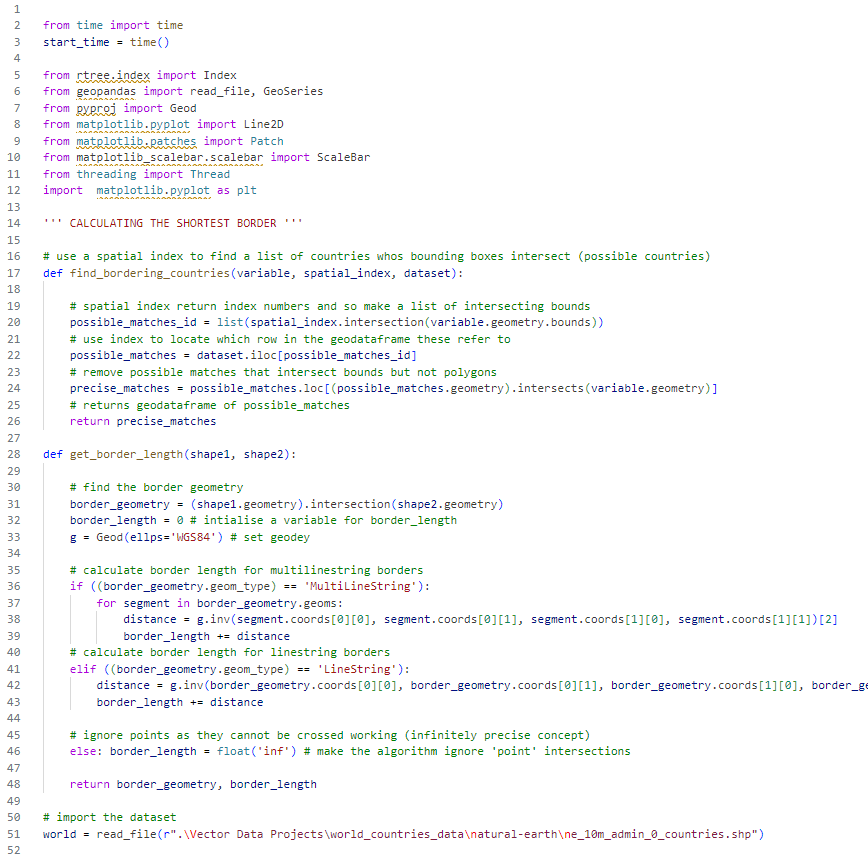 1
2 from time import time
3 start_time = time()
4
5 from rtree.index import Index
6 from geopandas import read_file, GeoSeries
7 from pyproj import Geod
8 from matplotlib.pyplot import Line2D
9 from matplotlib.patches import Patch
10 from matplotlib_scalebar.scalebar import ScaleBar
11 from threading import Thread
12 import  matplotlib.pyplot as plt
13
14 ''' CALCULATING THE SHORTEST BORDER '''
15
16 # use a spatial index to find a list of countries whos bounding boxes intersect (possible countries)
17 def find_bordering_countries(variable, spatial_index, dataset):
18
19     # spatial index return index numbers and so make a list of intersecting bounds
20     possible_matches_id = list(spatial_index.intersection(variable.geometry.bounds))
21     # use index to locate which row in the geodataframe these refer to
22     possible_matches = dataset.iloc[possible_matches_id]
23     # remove possible matches that intersect bounds but not polygons
24     precise_matches = possible_matches.loc[(possible_matches.geometry).intersects(variable.geometry)]
25     # returns geodataframe of possible_matches
26     return precise_matches
27
28 def get_border_length(shape1, shape2):
29
30     # find the border geometry
31     border_geometry = (shape1.geometry).intersection(shape2.geometry)
32     border_length = 0 # intialise a variable for border_length
33     g = Geod(ellps='WGS84') # set geodey
34
35     # calculate border length for multilinestring borders
36     if ((border_geometry.geom_type) == 'MultiLineString'):
37         for segment in border_geometry.geoms:
38             distance = g.inv(segment.coords[0][0], segment.coords[0][1], segment.coords[1][0], segment.coords[1][1])[2]
39             border_length += distance
40     # calculate border length for linestring borders
41     elif ((border_geometry.geom_type) == 'LineString'):
42         distance = g.inv(border_geometry.coords[0][0], border_geometry.coords[0][1], border_geometry.coords[1][0], border_ge
43         border_length += distance
44
45     # ignore points as they cannot be crossed working (infinitely precise concept)
46     else: border_length = float('inf') # make the algorithm ignore 'point' intersections
47
48     return border_geometry, border_length
49
50 # import the dataset
51 world = read_file(r".\Vector Data Projects\world_countries_data\natural-earth\ne_10m_admin_0_countries.shp")
52